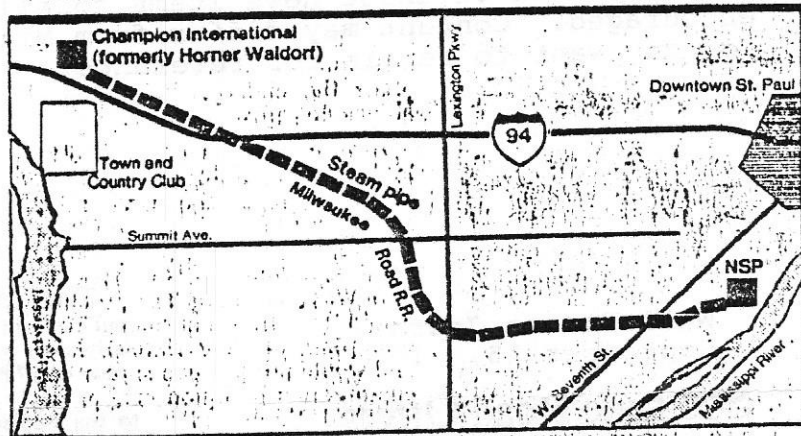 Champion International
(formerly Horner Waldorf)
Lexington Pkwy
Downtown St. Paul
94
Town and
Country Club
Steam pipe
Milwaukee
Road R.R.
Summit Ave.
NSP
W. Seventh St.
Mississippi River